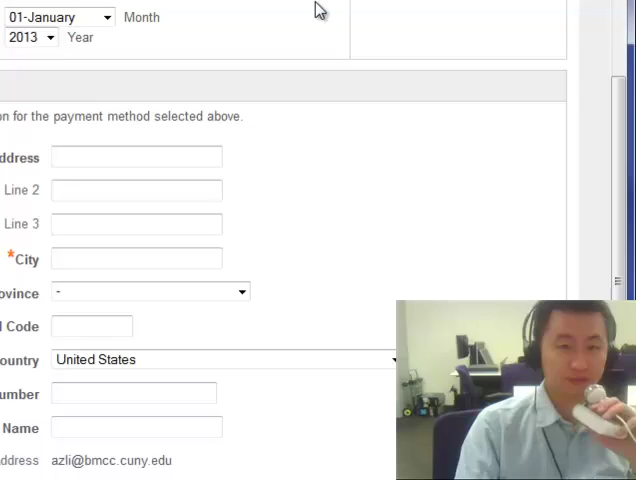 01-January Month
2013 Year
on for the payment method selected above.
ddress
Line 2
Line 3
*City
ovince -
Code
ountry United States
umber
Name
ddress azli@bmcc.cuny.edu